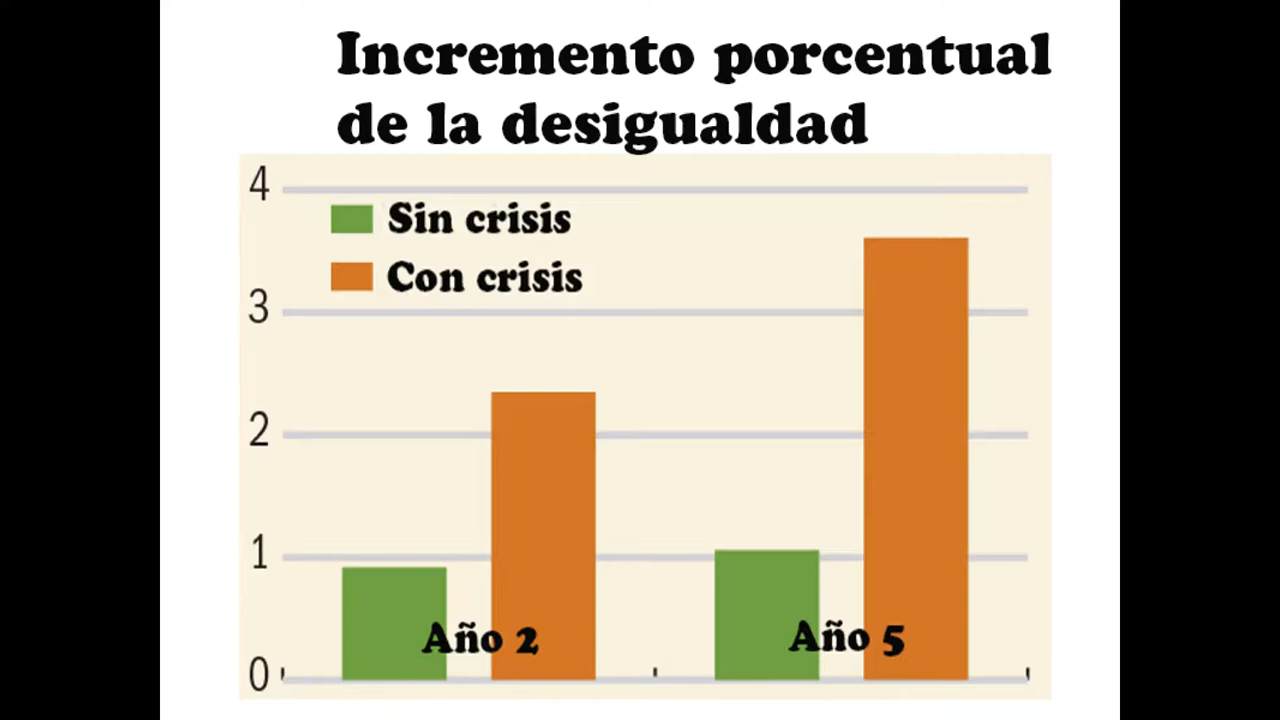 Incremento porcentual
de la desigualdad
4
Sin crisis
Con crisis
3
2
1
Año 2
Año 5
0